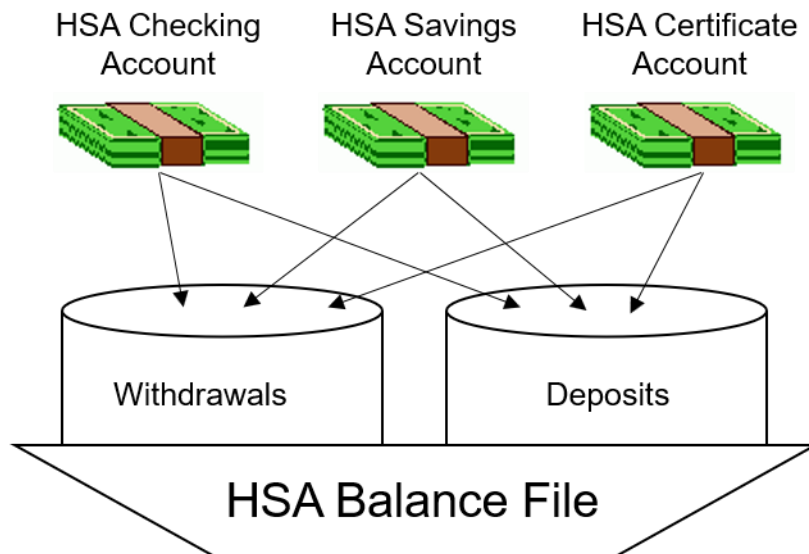 HSA Checking
Account
HSA Savings
Account
HSA Certificate
Account
Withdrawals
Deposits
HSA Balance File